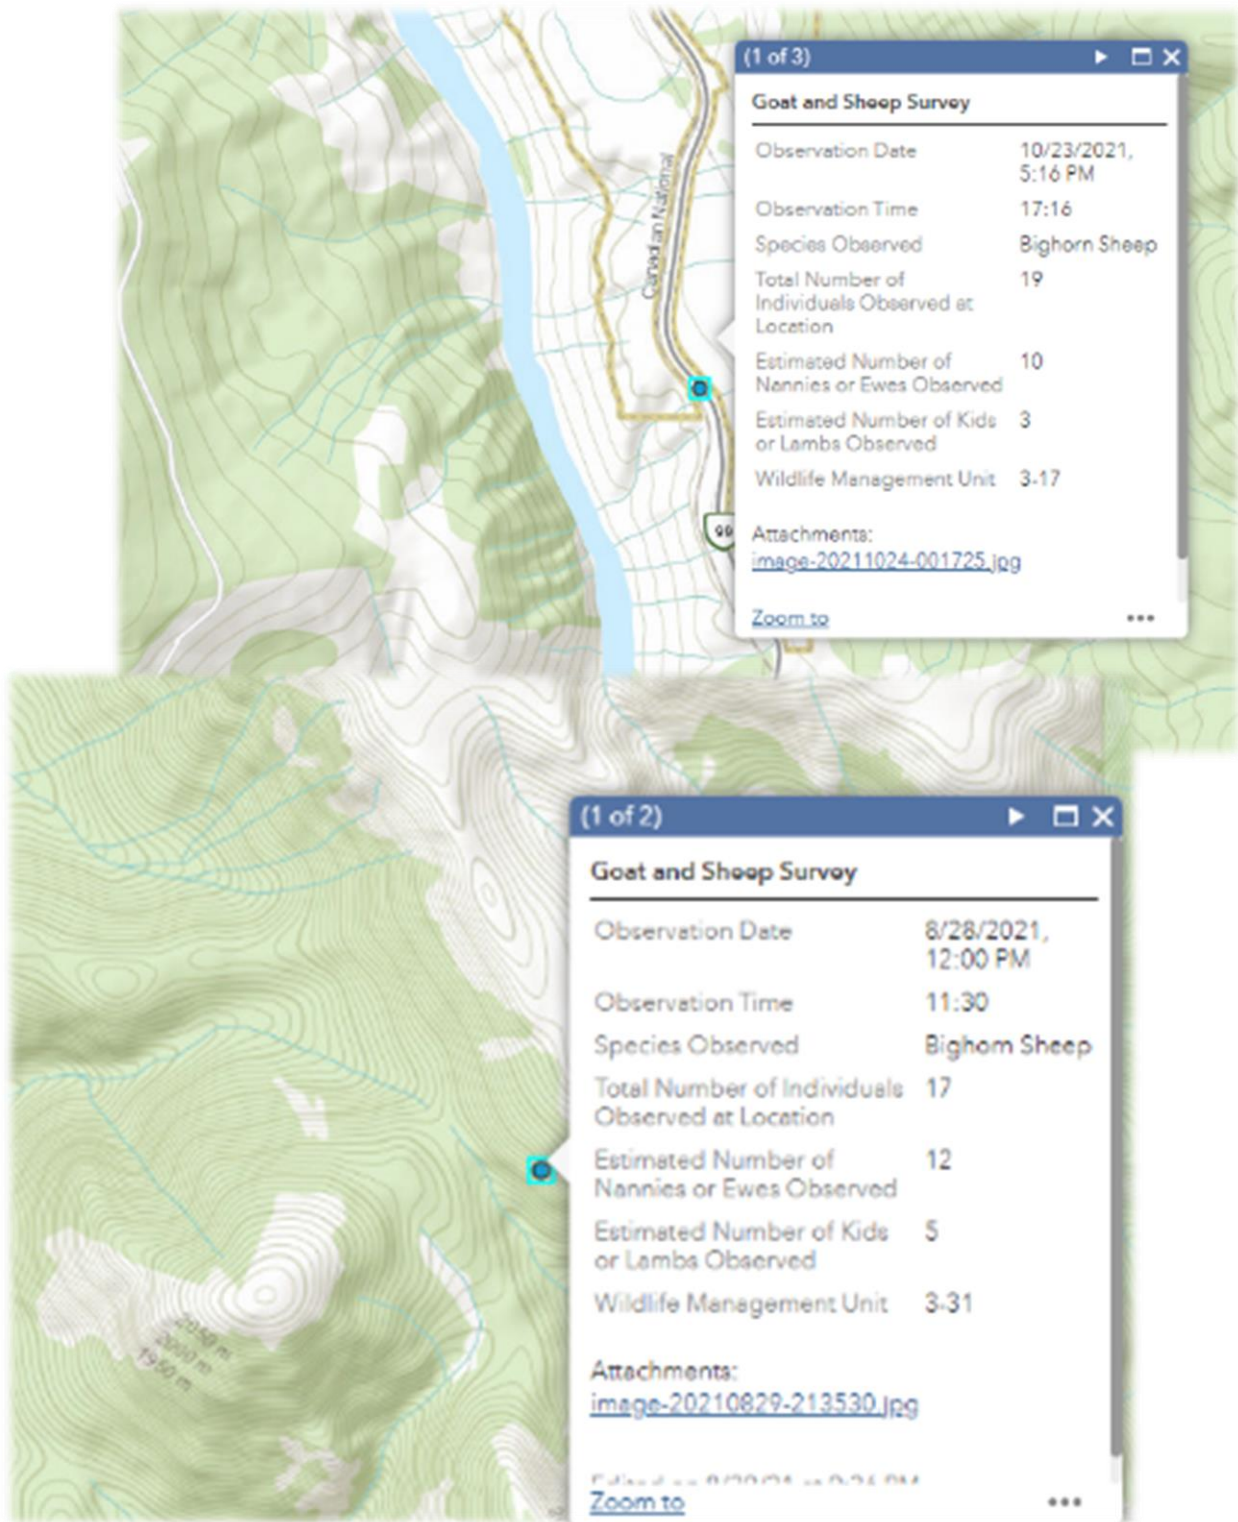 (1 of 3)
Goat and Sheep Survey
Observation Date 10/23/2021,
5:16 PM
Observation Time 17:16
Species Observed Bighorn Sheep
Total Number of 19
Individuals Observed at
Location
Estimated Number of 10
Nannies or Ewes Observed
Estimated Number of Kids 3
or Lambs Observed
Wildlife Management Unit 3-17
Attachments:
image-20211024-001725.jpg
Zoom to
Canadian National
99
(1 of 2)
Goat and Sheep Survey
Observation Date 8/28/2021,
12:00 PM
Observation Time 11:30
Species Observed Bighorn Sheep
Total Number of Individuals 17
Observed at Location
Estimated Number of 12
Nannies or Ewes Observed
Estimated Number of Kids 5
or Lambs Observed
Wildlife Management Unit 3-31
Attachments:
image-20210829-213530.jpg
Zoom to
2050 m
2000 m
1950 m